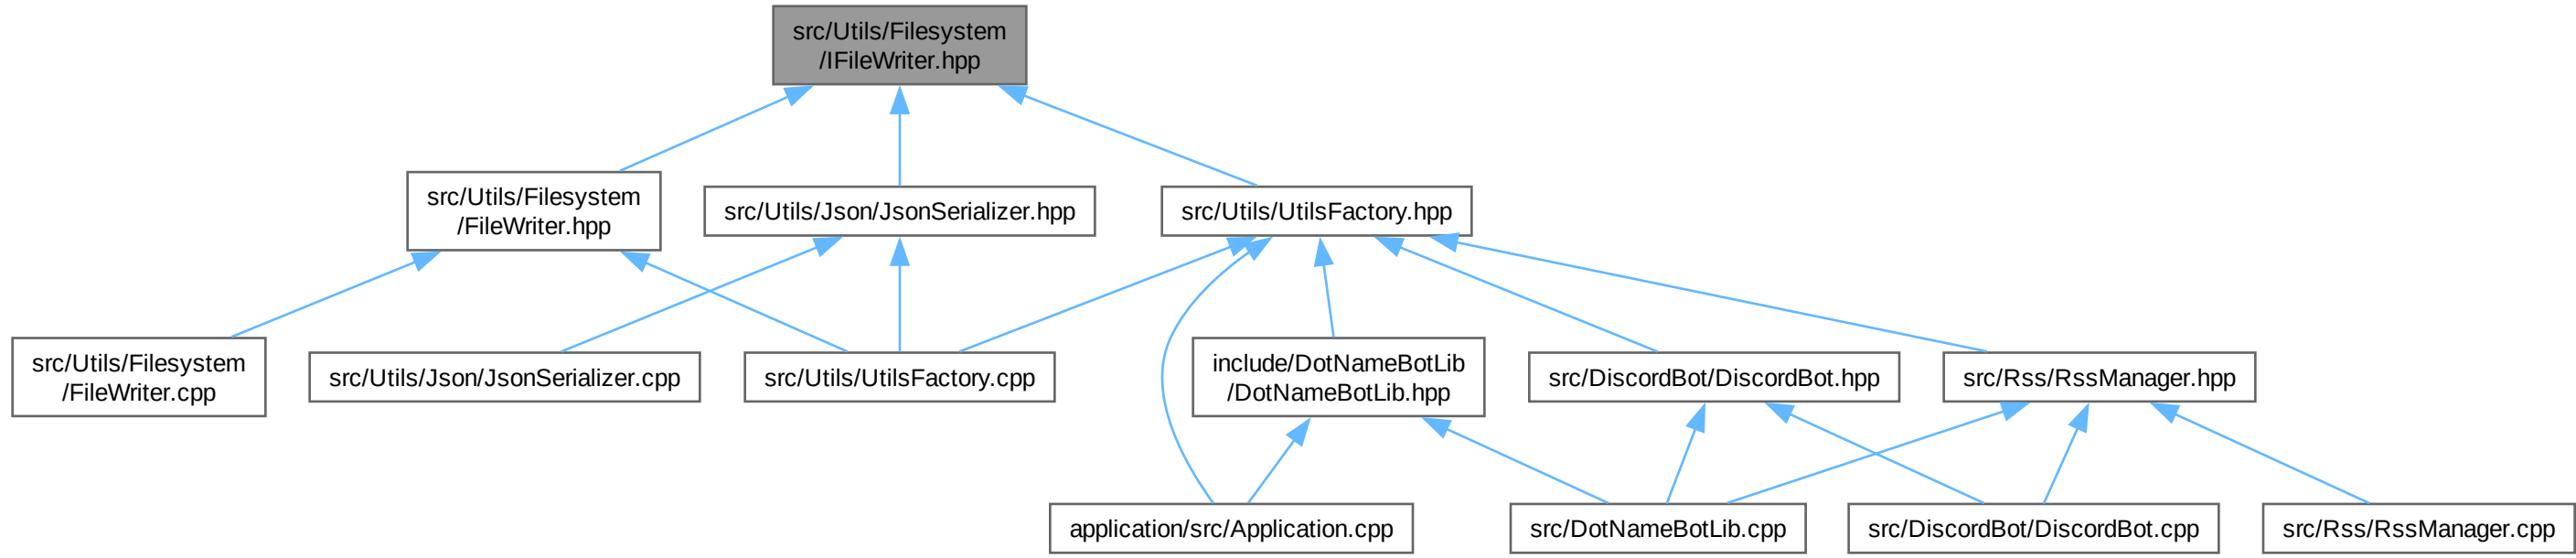 src/Utils/Filesystem
/IFileWriter.hpp
src/Utils/Filesystem
/FileWriter.hpp
src/Utils/Json/JsonSerializer.hpp
src/Utils/UtilsFactory.hpp
src/Utils/Filesystem
/FileWriter.cpp
src/Utils/Json/JsonSerializer.cpp
src/Utils/UtilsFactory.cpp
include/DotNameBotLib
/DotNameBotLib.hpp
src/DiscordBot/DiscordBot.hpp
src/Rss/RssManager.hpp
application/src/Application.cpp
src/DotNameBotLib.cpp
src/DiscordBot/DiscordBot.cpp
src/Rss/RssManager.cpp